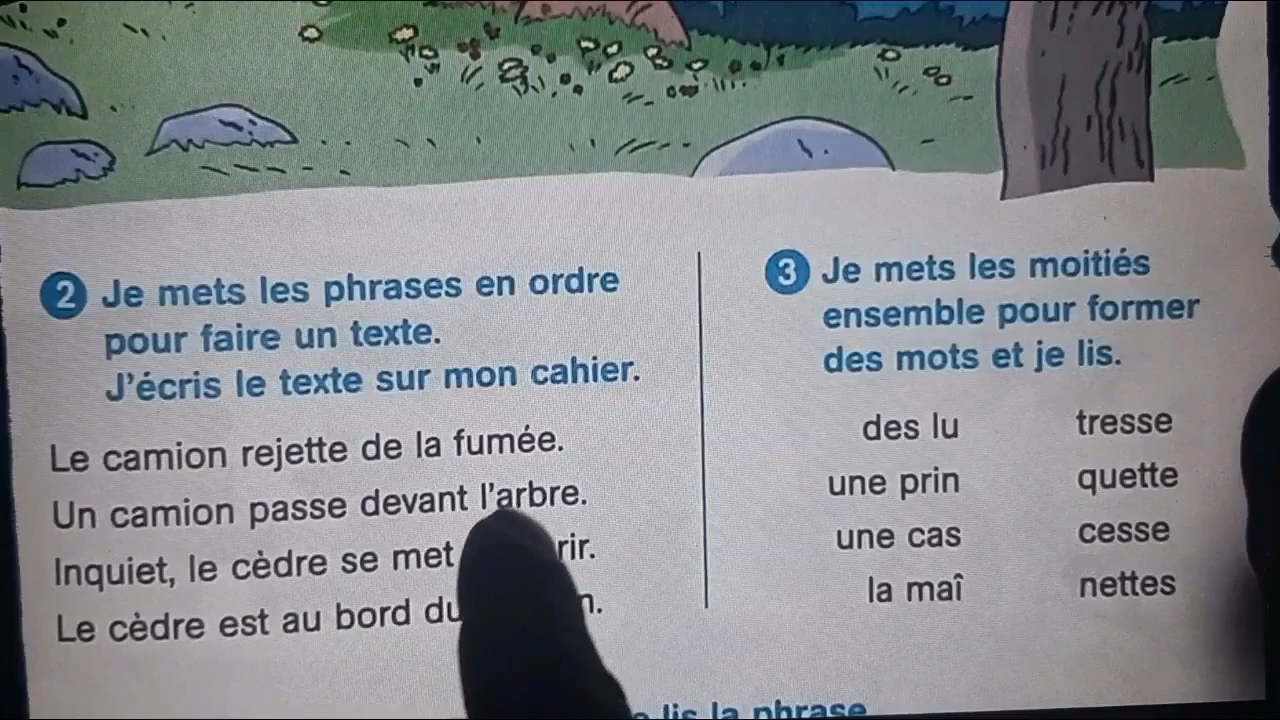 2 Je mets les phrases en ordre
pour faire un texte.
J'écris le texte sur mon cahier.
Le camion rejette de la fumée.
Un camion passe devant l'arbre.
Inquiet, le cèdre se met
Le cèdre est au bord du
3 Je mets les moitiés
ensemble pour former
des mots et je lis.
des lu tresse
une prin quette
une cas cesse
la maî nettes
lis la phrase